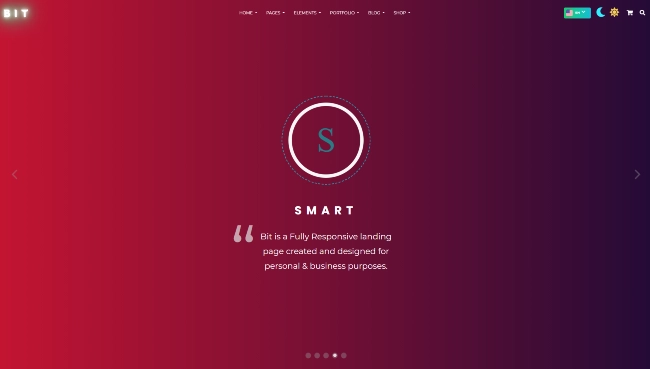 BIT
HOME PAGES ELEMENTS PORTFOLIO BLOG SHOP
EN
S
SMART
“ Bit is a Fully Responsive landing
page created and designed for
personal & business purposes.